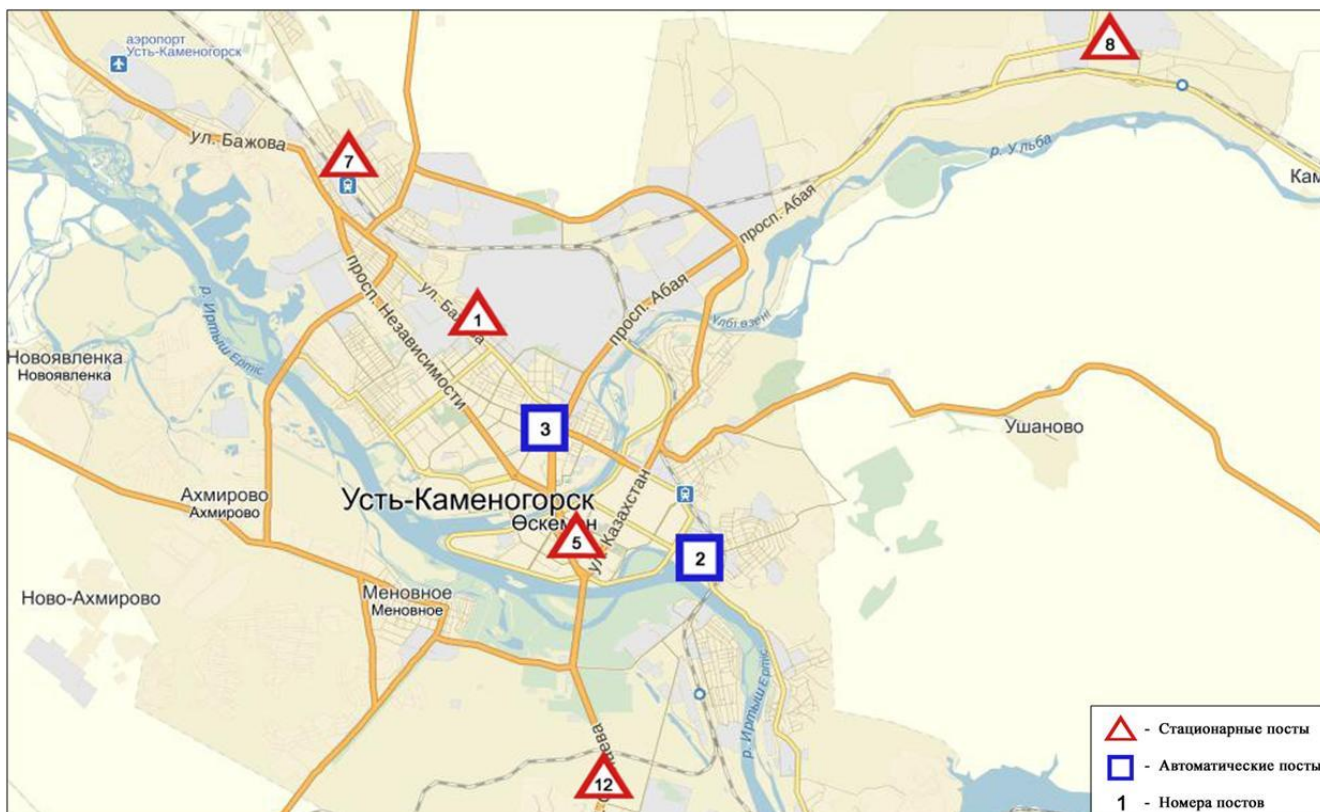 аэропорт
Усть-Каменогорск
8
ул. Бажова
7
р. Ульба
Кам
просп. Абая
просп. Независимости
ул. Ба
1
просп. Абая
Үлбі өзені
р. Иртыш Ертіс
Новоявленка
Новоявленка
3
Ушаново
Ахмирово
Ахмирово
Усть-Каменогорск
Өскемен
5
ул. Казахстан
2
Ново-Ахмирово
Меновное
Меновное
р. Иртыш Ертіс
12
- Стационарные посты
- Автоматические посты
1 - Номера постов